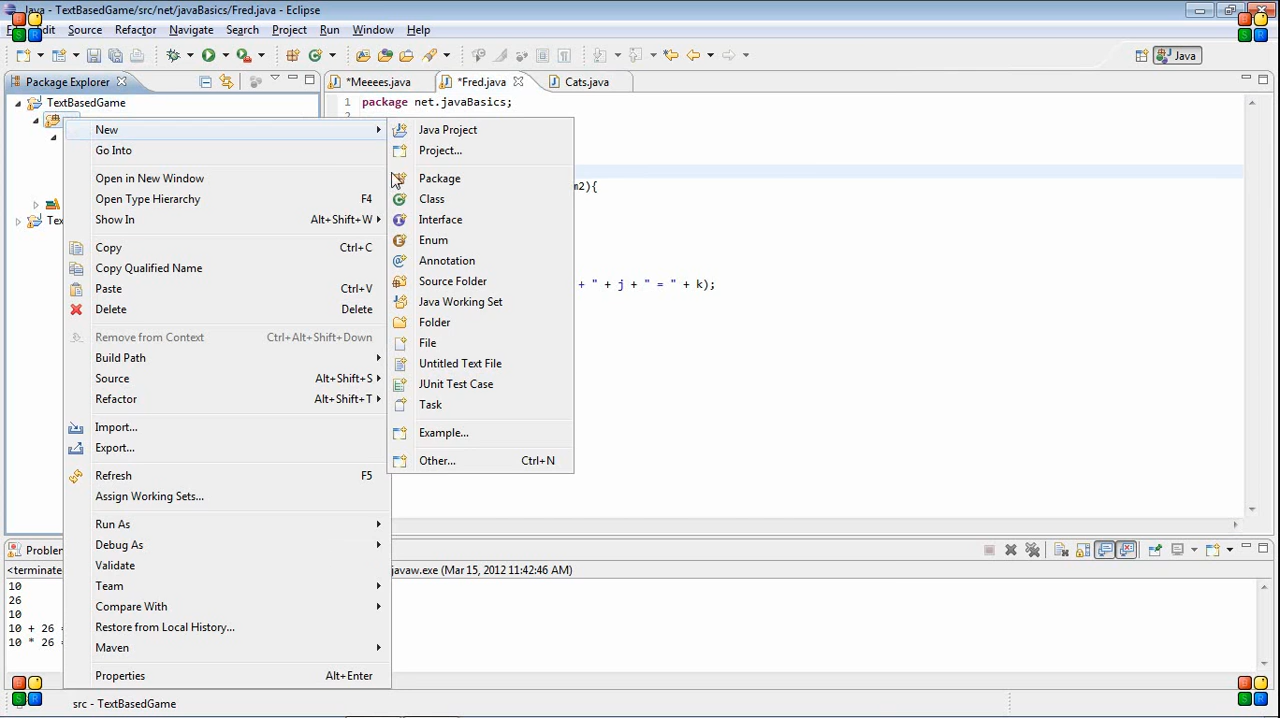 Java - TextBasedGame/src/net/javaBasics/Fred.java - Eclipse
Source Refactor Navigate Search Project Run Window Help
Java
Package Explorer
*Meeees.java *Fred.java Cats.java
TextBasedGame
1 package net.javaBasics;
2
New
Go Into
Open in New Window
Open Type Hierarchy F4
Show In Alt+Shift+W
Copy Ctrl+C
Copy Qualified Name
Paste Ctrl+V
Delete Delete
Remove from Context Ctrl+Alt+Shift+Down
Build Path
Source Alt+Shift+S
Refactor Alt+Shift+T
Import...
Export...
Refresh F5
Assign Working Sets...
Run As
Debug As
Validate
Team
Compare With
Restore from Local History...
Maven
Properties Alt+Enter
Java Project
Project...
Package
Class
Interface
Enum
Annotation
Source Folder
Java Working Set
Folder
File
Untitled Text File
JUnit Test Case
Task
Example...
Other... Ctrl+N
m2){
+ " + j + " = " + k);
Problem
<terminate
javaw.exe (Mar 15, 2012 11:42:46 AM)
10
26
10
10 + 26 =
10 * 26 =
src - TextBasedGame